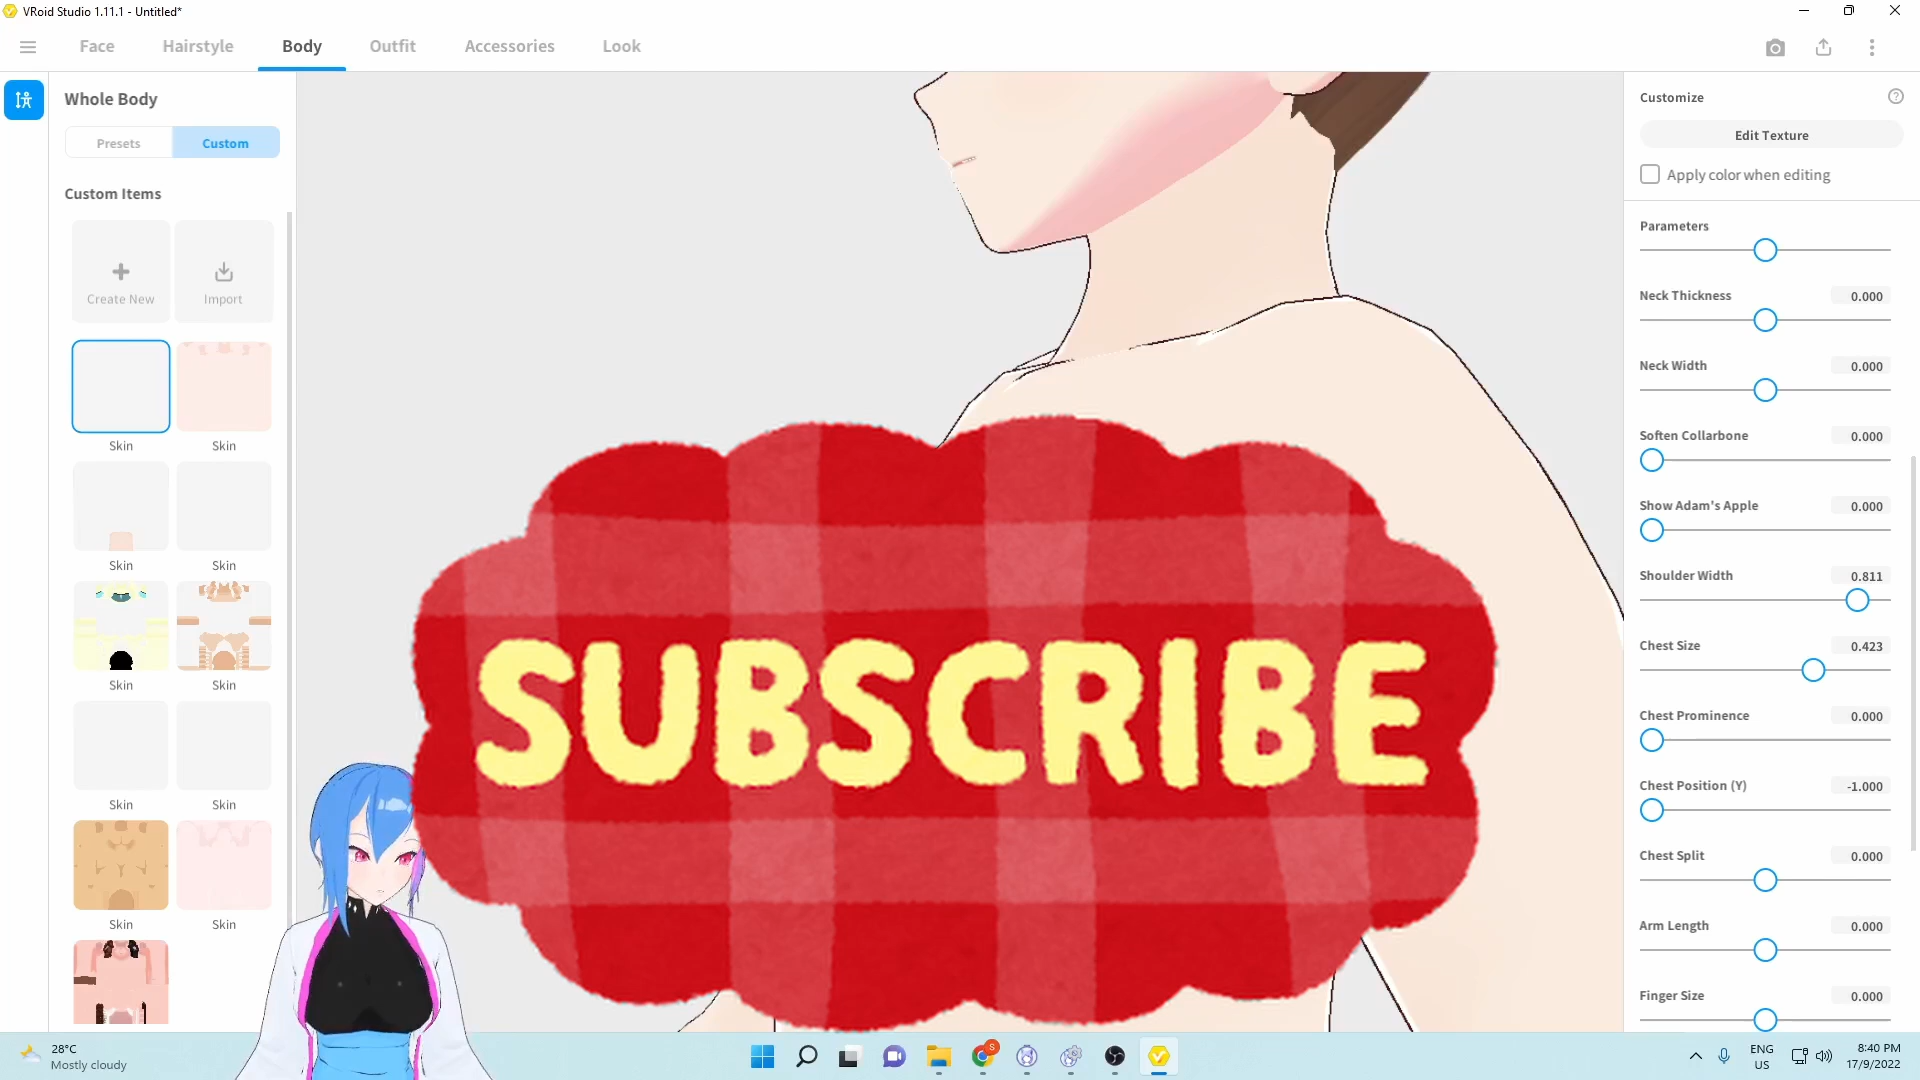 VRoid Studio 1.11.1 - Untitled*
Face
Hairstyle
Body
Outfit
Accessories
Look
Whole Body
Presets
Custom
Custom Items
Create New
Import
Skin
Skin
Skin
Skin
Skin
Skin
Skin
Skin
Skin
Skin
SUBSCRIBE
Customize
Edit Texture
Apply color when editing
Parameters
Neck Thickness
0.000
Neck Width
0.000
Soften Collarbone
0.000
Show Adam's Apple
0.000
Shoulder Width
0.811
Chest Size
0.423
Chest Prominence
0.000
Chest Position (Y)
-1.000
Chest Split
0.000
Arm Length
0.000
Finger Size
0.000
28°C
Mostly cloudy
S
ENG
US
8:40 PM
17/9/2022